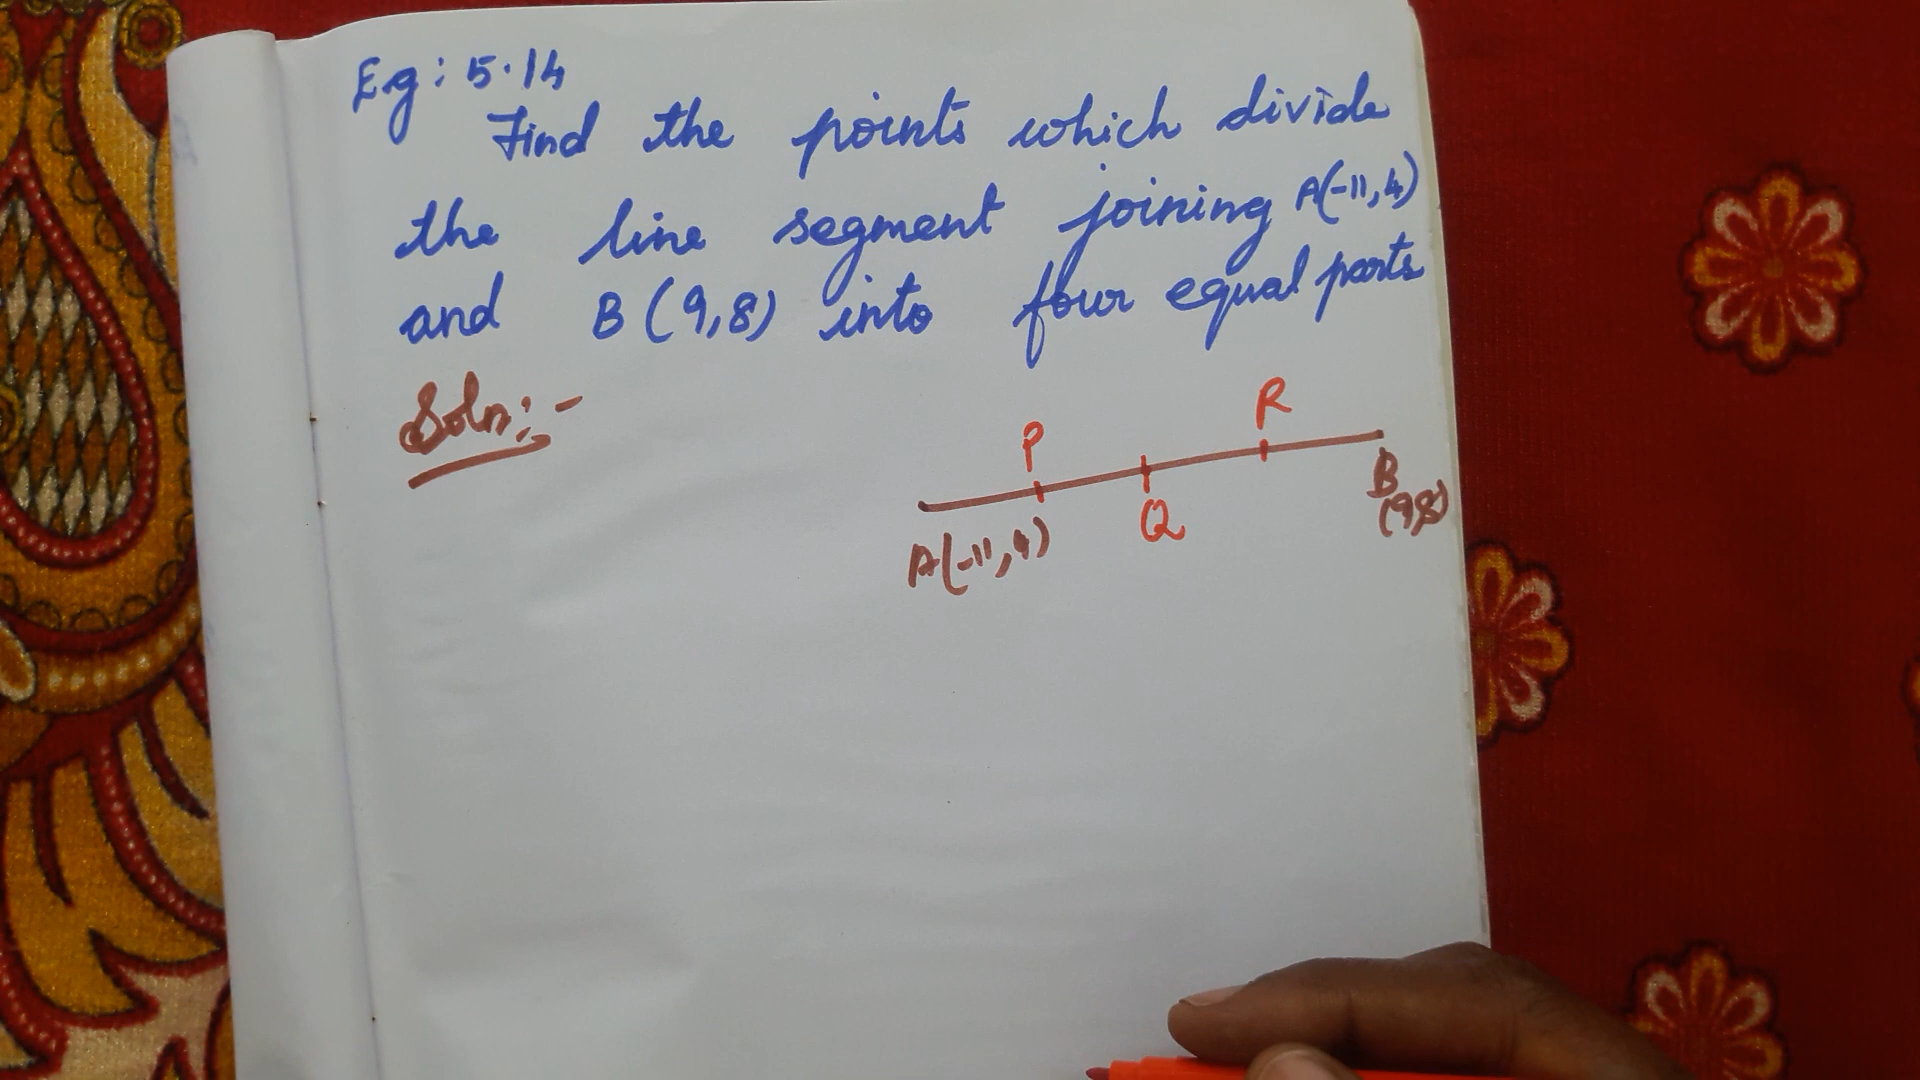 Eg: 5.14
Find the points which divide
the line segment joining A(-11,4)
and B(9,8) into four equal parts
Soln:-
P
R
Q
B
(9,8)
A(-11,4)